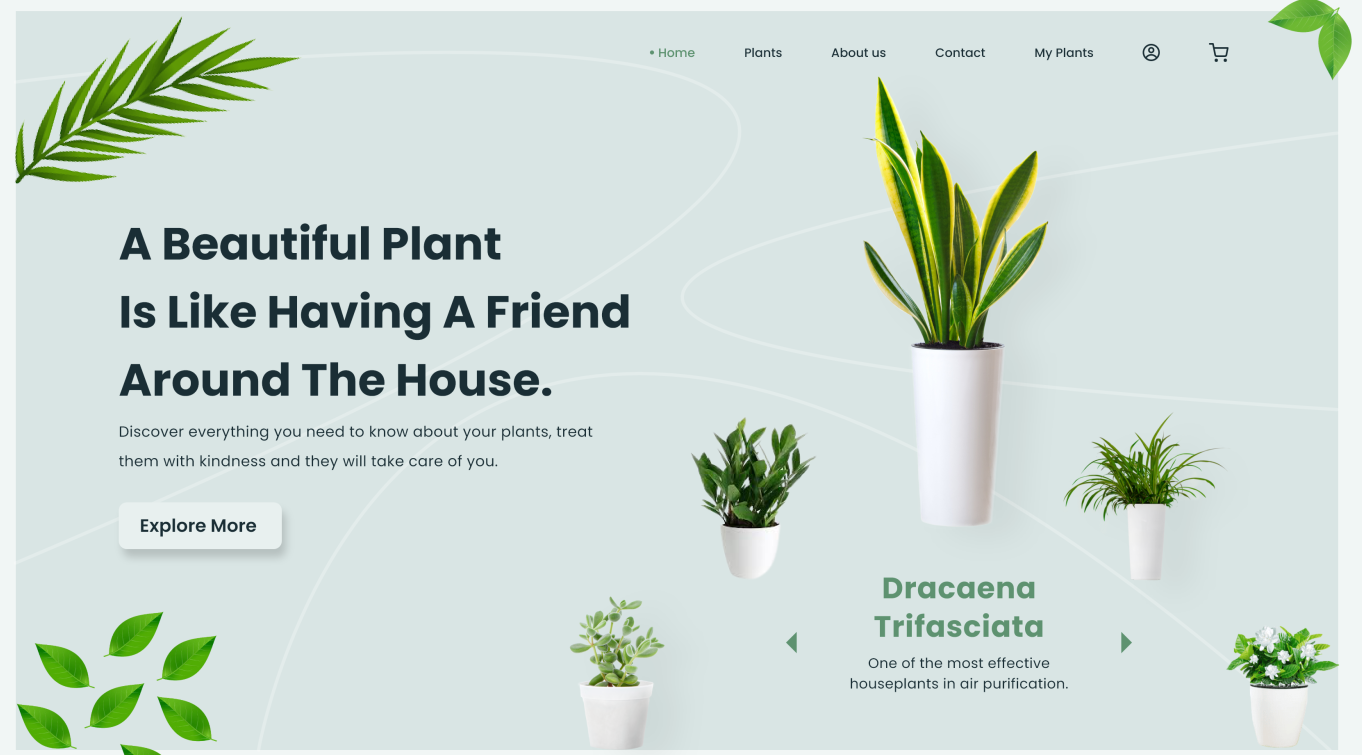 • Home Plants About us Contact My Plants
A Beautiful Plant
Is Like Having A Friend
Around The House.
Discover everything you need to know about your plants, treat
them with kindness and they will take care of you.
Explore More
Dracaena
Trifasciata
One of the most effective
houseplants in air purification.